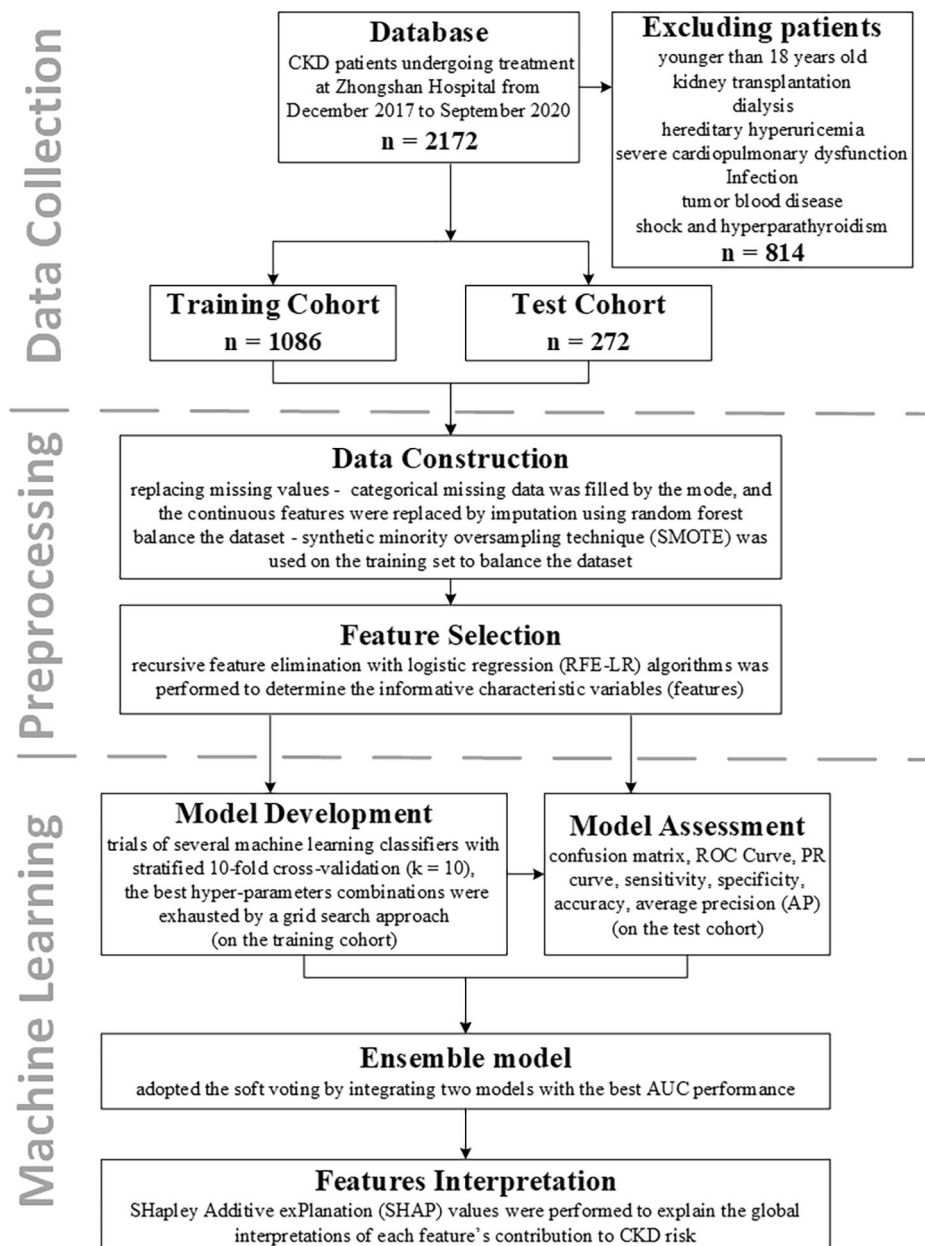 Data Collection
Database
CKD patients undergoing treatment
at Zhongshan Hospital from
December 2017 to September 2020
n = 2172
Excluding patients
younger than 18 years old
kidney transplantation
dialysis
hereditary hyperuricemia
severe cardiopulmonary dysfunction
Infection
tumor blood disease
shock and hyperparathyroidism
n = 814
Training Cohort
n = 1086
Test Cohort
n = 272
Preprocessing
Data Construction
replacing missing values - categorical missing data was filled by the mode, and
the continuous features were replaced by imputation using random forest
balance the dataset - synthetic minority oversampling technique (SMOTE) was
used on the training set to balance the dataset
Feature Selection
recursive feature elimination with logistic regression (RFE-LR) algorithms was
performed to determine the informative characteristic variables (features)
Machine Learning
Model Development
trials of several machine learning classifiers with
stratified 10-fold cross-validation (k = 10),
the best hyper-parameters combinations were
exhausted by a grid search approach
(on the training cohort)
Model Assessment
confusion matrix, ROC Curve, PR
curve, sensitivity, specificity,
accuracy, average precision (AP)
(on the test cohort)
Ensemble model
adopted the soft voting by integrating two models with the best AUC performance
Features Interpretation
SHapley Additive exPlanation (SHAP) values were performed to explain the global
interpretations of each feature's contribution to CKD risk